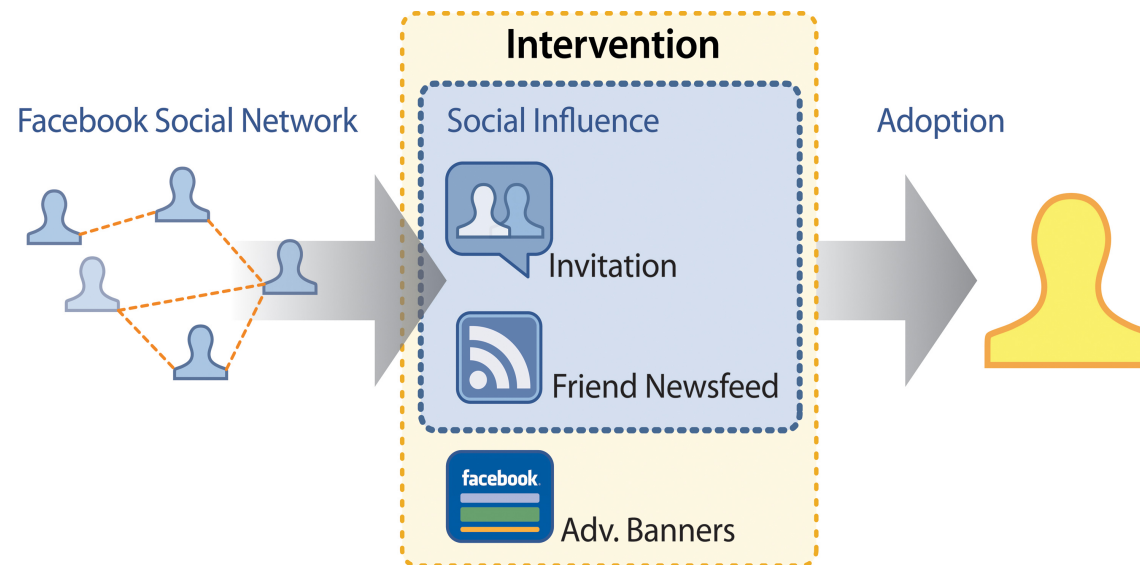 Intervention
Facebook Social Network
Social Influence
Adoption
Invitation
Friend Newsfeed
facebook.
Adv. Banners